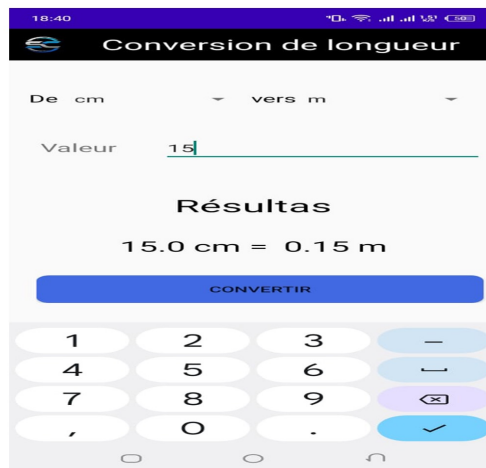 18:40
Conversion de longueur
De cm vers m
Valeur 15
Résultas
15.0 cm = 0.15 m
CONVERTIR
1 2 3 –
4 5 6
7 8 9
, 0 .